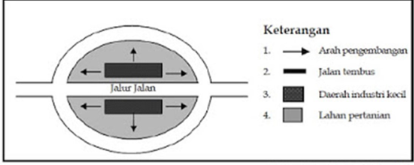 Keterangan
1. Arah pengembangan
2. Jalan tembus
3. Daerah industri kecil
4. Lahan pertanian
Jalur Jalan